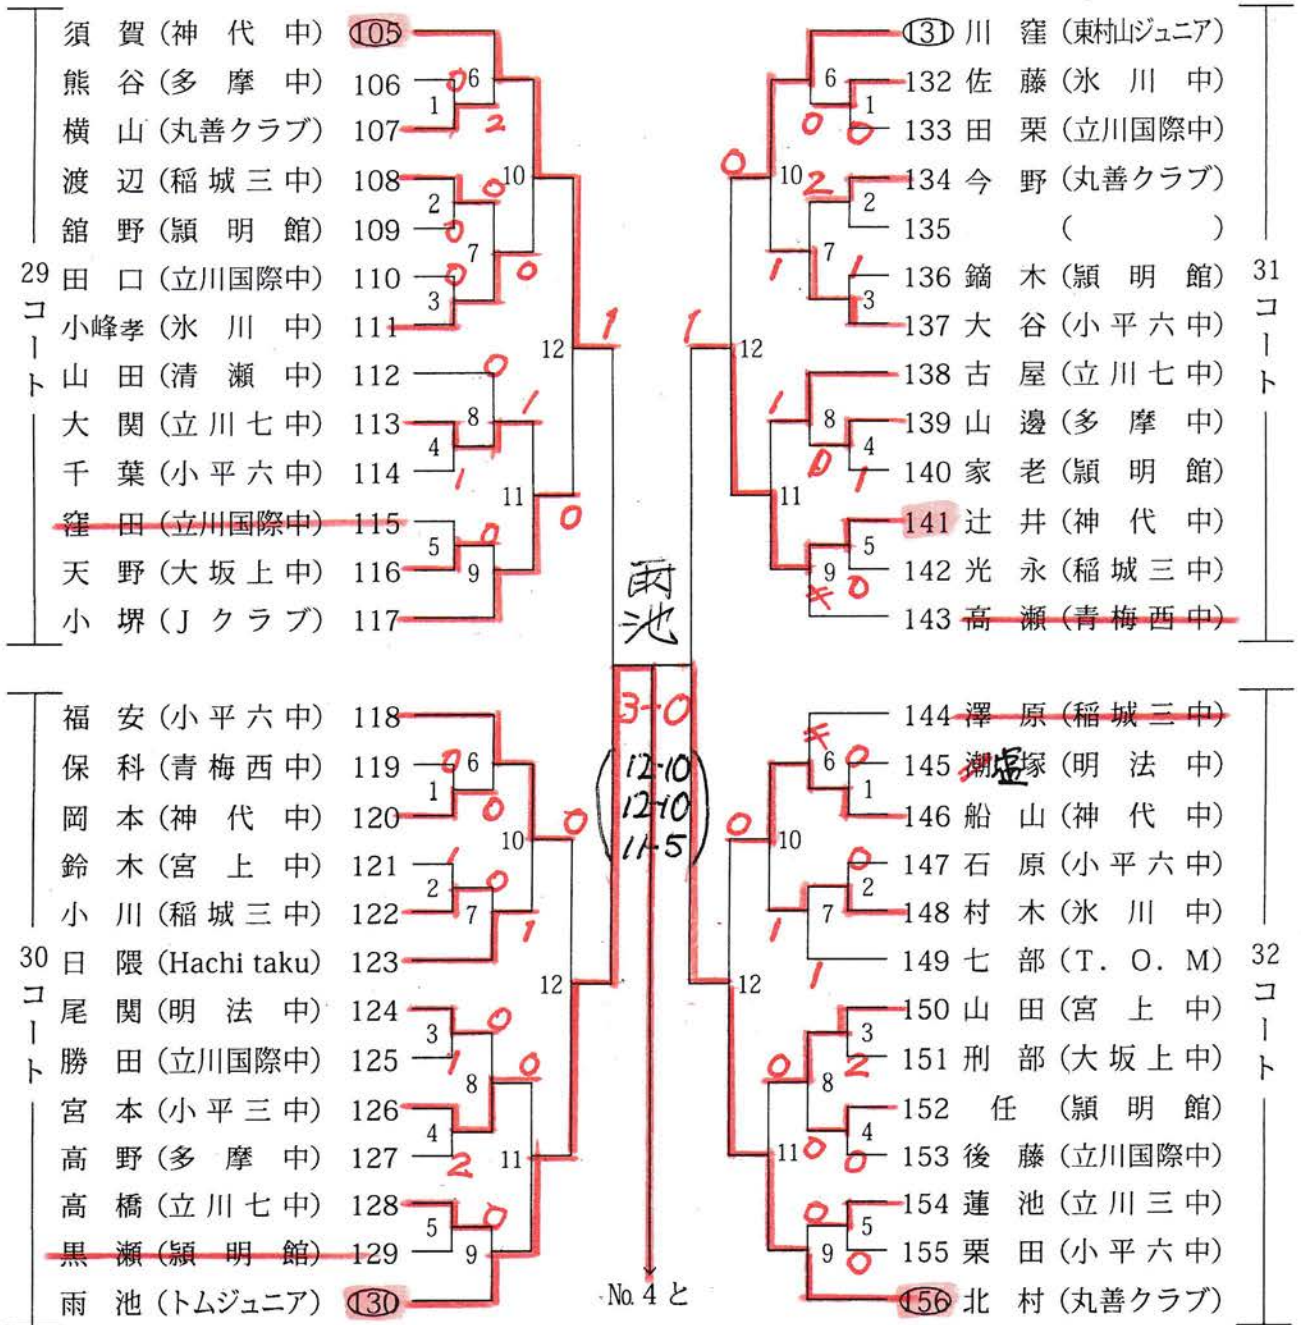 須賀(神代中) 105
熊谷(多摩中) 106
横山(丸善クラブ) 107
渡辺(稲城三中) 108
舘野(穎明館) 109
田口(立川国際中) 110
小峰孝(氷川中) 111
山田(清瀬中) 112
大関(立川七中) 113
千葉(小平六中) 114
窪田(立川国際中) 115
天野(大坂上中) 116
小堺(Jクラブ) 117
29コート
福安(小平六中) 118
保科(青梅西中) 119
岡本(神代中) 120
鈴木(宮上中) 121
小川(稲城三中) 122
日隈(Hachi taku) 123
尾関(明法中) 124
勝田(立川国際中) 125
宮本(小平三中) 126
高野(多摩中) 127
高橋(立川七中) 128
黒瀬(穎明館) 129
雨池(トムジュニア) 130
30コート
雨池
3-0
12-10
12-10
11-5
No.4と
131 川窪(東村山ジュニア)
132 佐藤(氷川中)
133 田栗(立川国際中)
134 今野(丸善クラブ)
135 ( )
136 鏑木(穎明館)
137 大谷(小平六中)
138 古屋(立川七中)
139 山邊(多摩中)
140 家老(穎明館)
141 辻井(神代中)
142 光永(稲城三中)
143 高瀬(青梅西中)
31コート
144 澤原(稲城三中)
145 潮塩塚(明法中)
146 船山(神代中)
147 石原(小平六中)
148 村木(氷川中)
149 七部(T.O.M)
150 山田(宮上中)
151 刑部(大坂上中)
152 任(穎明館)
153 後藤(立川国際中)
154 蓮池(立川三中)
155 栗田(小平六中)
156 北村(丸善クラブ)
32コート